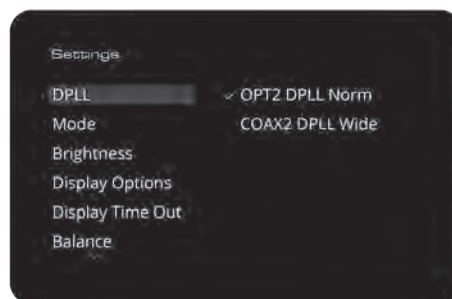 Settings
DPLL
✓ OPT2 DPLL Norm
Mode
COAX2 DPLL Wide
Brightness
Display Options
Display Time Out
Balance